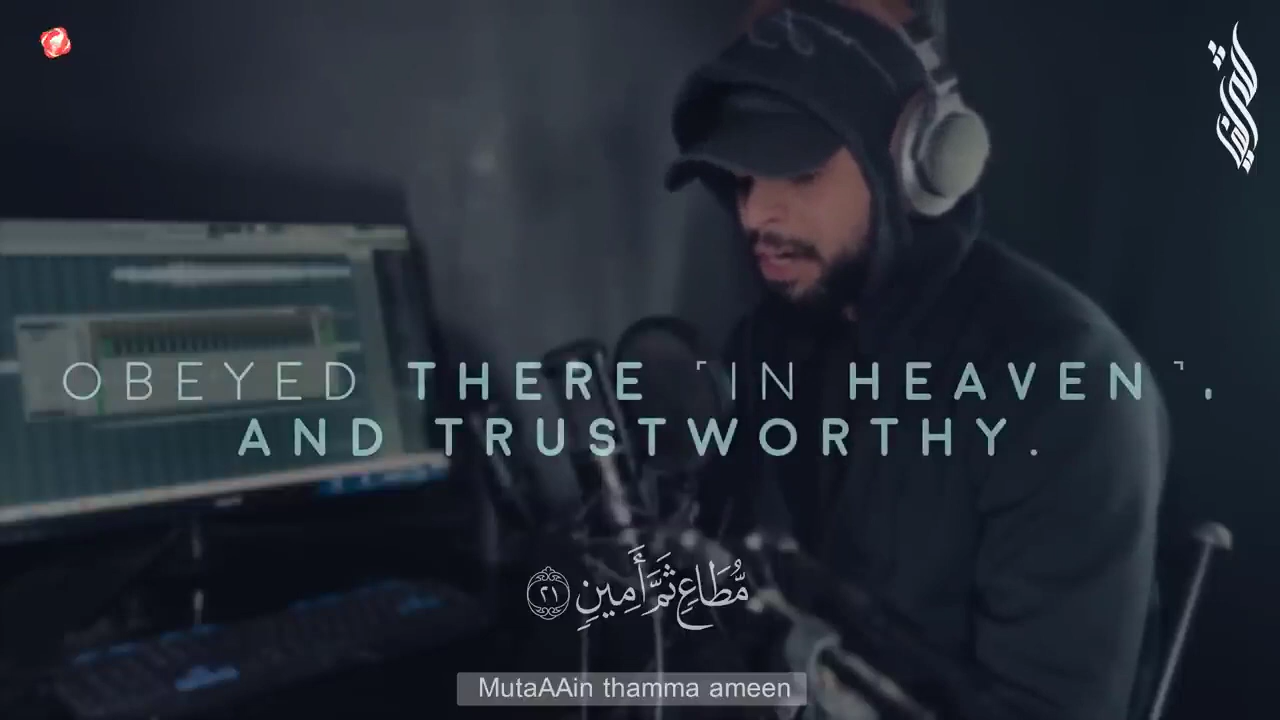 OBEYED THERE ⌜IN HEAVEN⌝.
AND TRUSTWORTHY.
مُّطَاعٍ ثَمَّ أَمِينٍ ٢١
MutaAAin thamma ameen